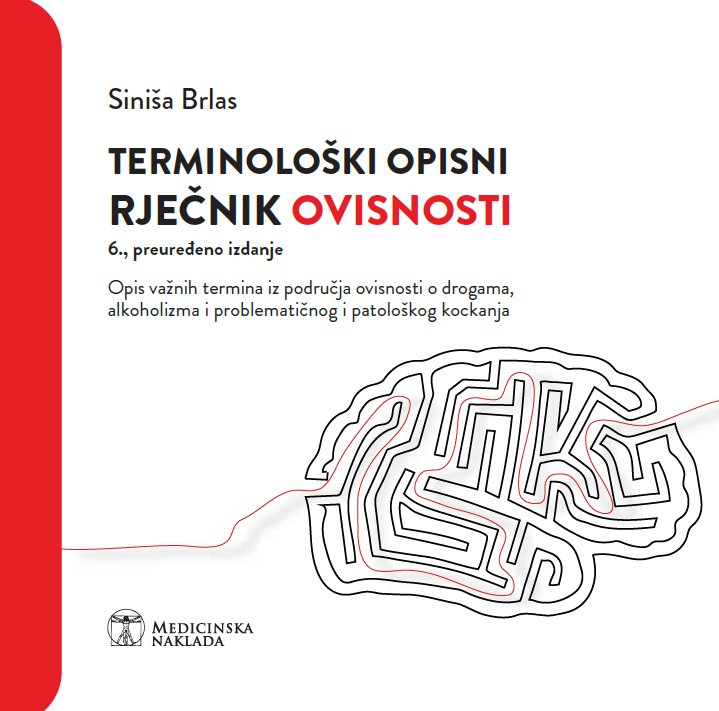 Siniša Brlas
TERMINOLOŠKI OPISNI
RJEČNIK OVISNOSTI
6., preuređeno izdanje
Opis važnih termina iz područja ovisnosti o drogama,
alkoholizma i problematičnog i patološkog kockanja
MEDICINSKA
NAKLADA